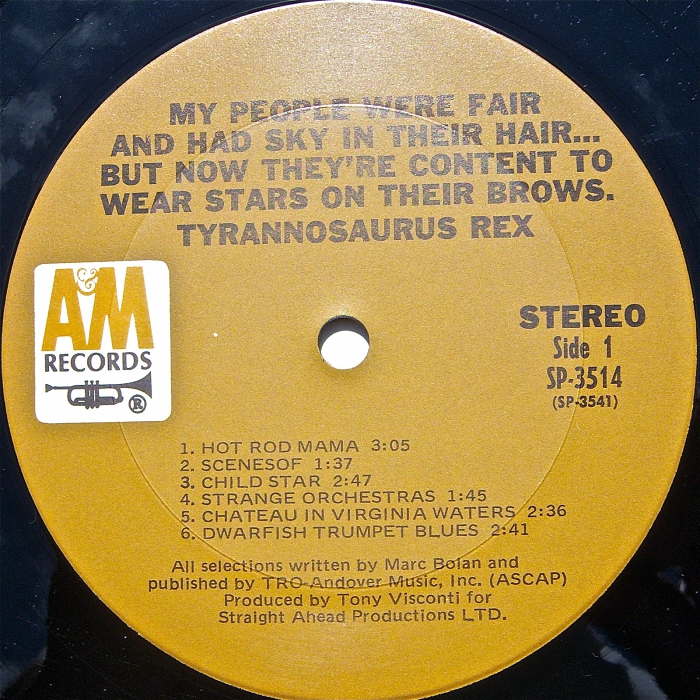 MY PEOPLE WERE FAIR
AND HAD SKY IN THEIR HAIR...
BUT NOW THEY'RE CONTENT TO
WEAR STARS ON THEIR BROWS.
TYRANNOSAURUS REX
A&M
RECORDS
®
STEREO
Side 1
SP-3514
(SP-3541)
1. HOT ROD MAMA 3:05
2. SCENESOF 1:37
3. CHILD STAR 2:47
4. STRANGE ORCHESTRAS 1:45
5. CHATEAU IN VIRGINIA WATERS 2:36
6. DWARFISH TRUMPET BLUES 2:41
All selections written by Marc Bolan and
published by TRO-Andover Music, Inc. (ASCAP)
Produced by Tony Visconti for
Straight Ahead Productions LTD.